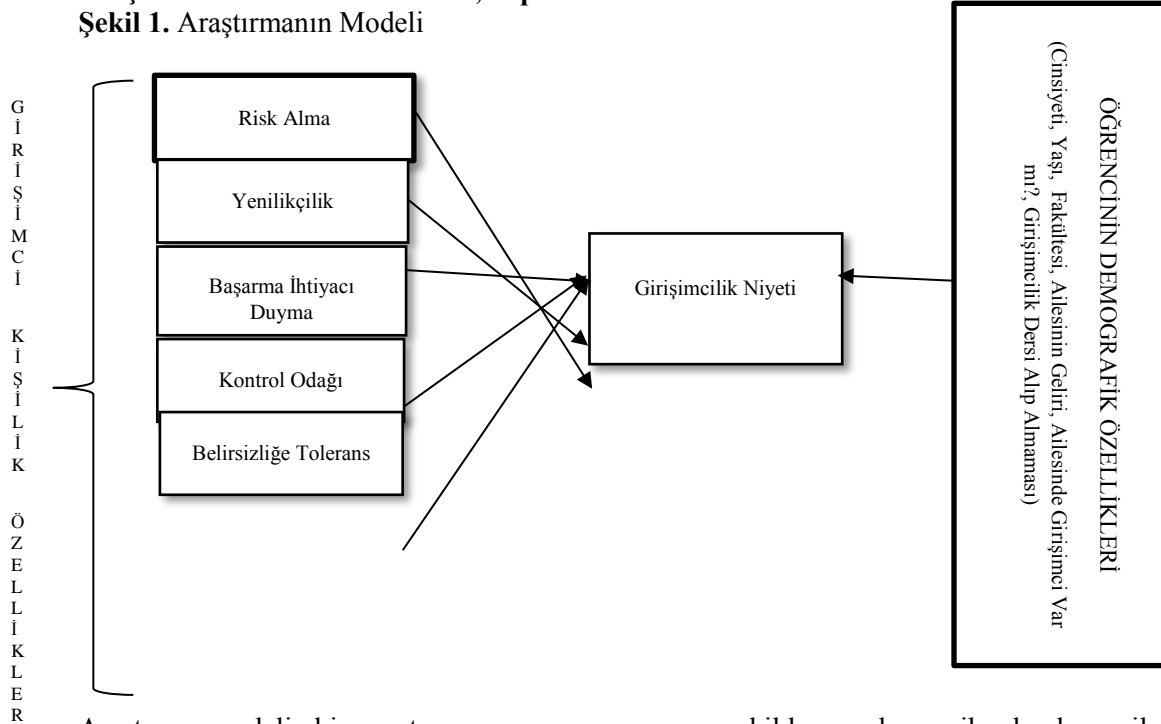 Şekil 1. Araştırmanın Modeli
GİRİŞİMCİ KİŞİLİK ÖZELLİKLER
Risk Alma
Yenilikçilik
Başarma İhtiyacı
Duyma
Kontrol Odağı
Belirsizliğe Tolerans
Girişimcilik Niyeti
ÖĞRENCİNİN DEMOGRAFİK ÖZELLİKLERİ
(Cinsiyeti, Yaşı, Fakültesi, Ailesinin Geliri, Ailesinde Girişimci Var
mı?, Girişimcilik Dersi Alıp Almaması)